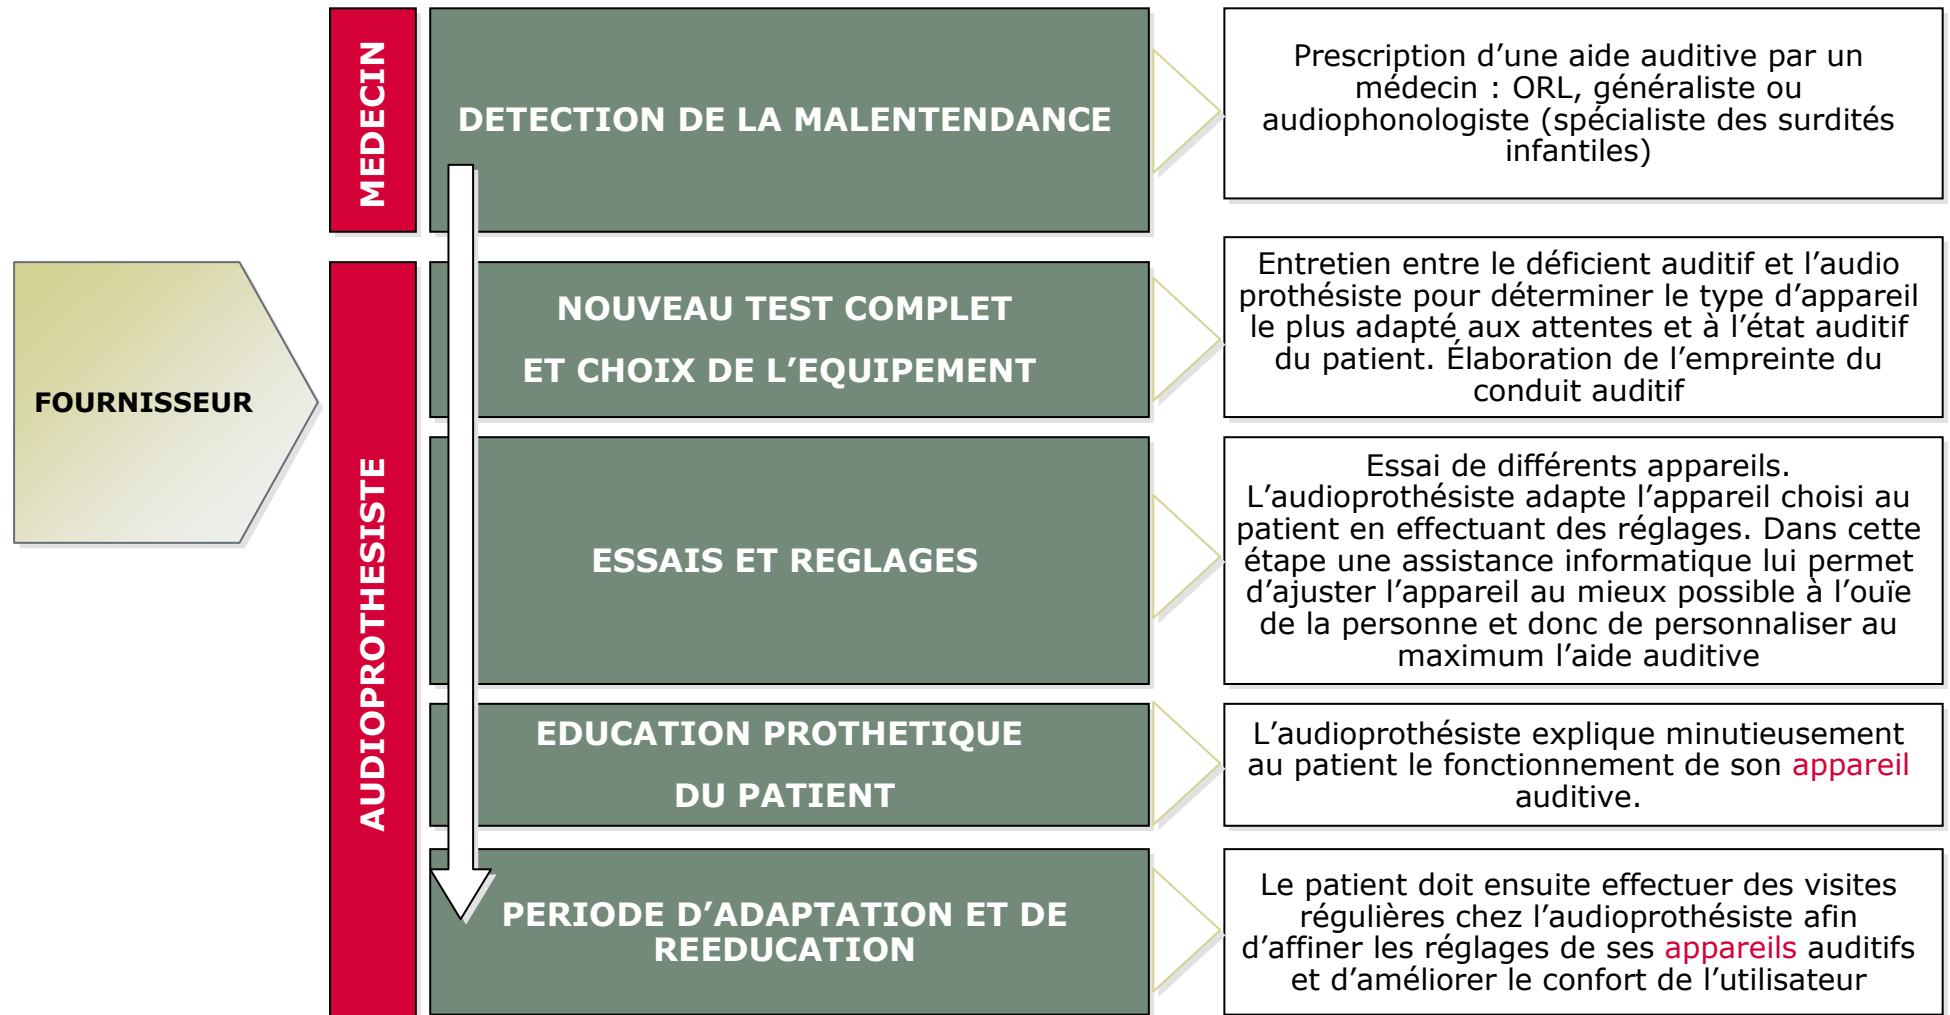 MEDECIN
DETECTION DE LA MALENTENDANCE
Prescription d’une aide auditive par un
médecin : ORL, généraliste ou
audiophonologiste (spécialiste des surdités
infantiles)
FOURNISSEUR
AUDIOPROTHESISTE
NOUVEAU TEST COMPLET
ET CHOIX DE L’EQUIPEMENT
Entretien entre le déficient auditif et l’audio
prothésiste pour déterminer le type d’appareil
le plus adapté aux attentes et à l’état auditif
du patient. Élaboration de l’empreinte du
conduit auditif
ESSAIS ET REGLAGES
Essai de différents appareils.
L’audioprothésiste adapte l’appareil choisi au
patient en effectuant des réglages. Dans cette
étape une assistance informatique lui permet
d’ajuster l’appareil au mieux possible à l’ouïe
de la personne et donc de personnaliser au
maximum l’aide auditive
EDUCATION PROTHETIQUE
DU PATIENT
L’audioprothésiste explique minutieusement
au patient le fonctionnement de son appareil
auditive.
PERIODE D’ADAPTATION ET DE
REEDUCATION
Le patient doit ensuite effectuer des visites
régulières chez l’audioprothésiste afin
d’affiner les réglages de ses appareils auditifs
et d’améliorer le confort de l’utilisateur